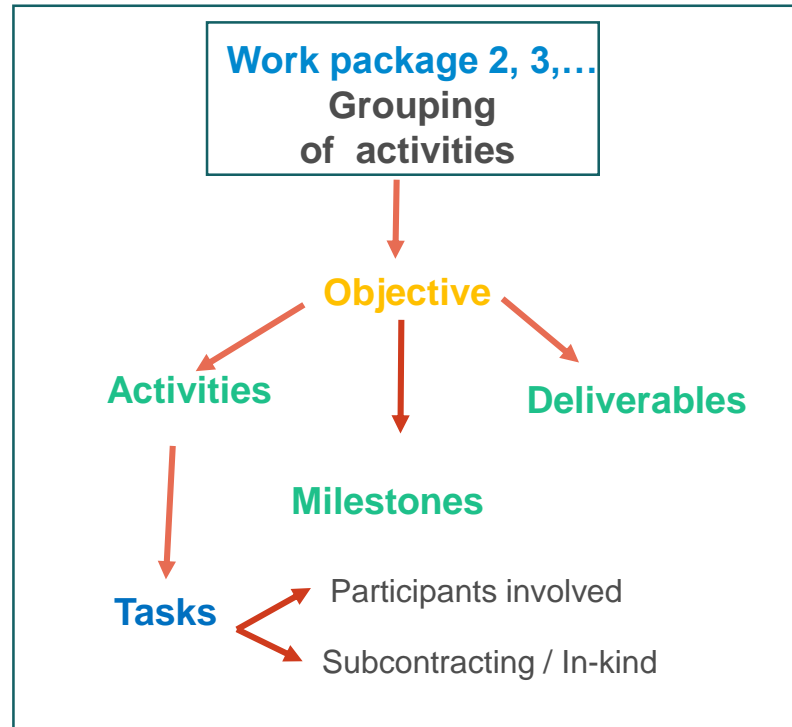 Work package 2, 3,…
Grouping
of activities
Objective
Activities
Deliverables
Milestones
Tasks
Participants involved
Subcontracting / In-kind